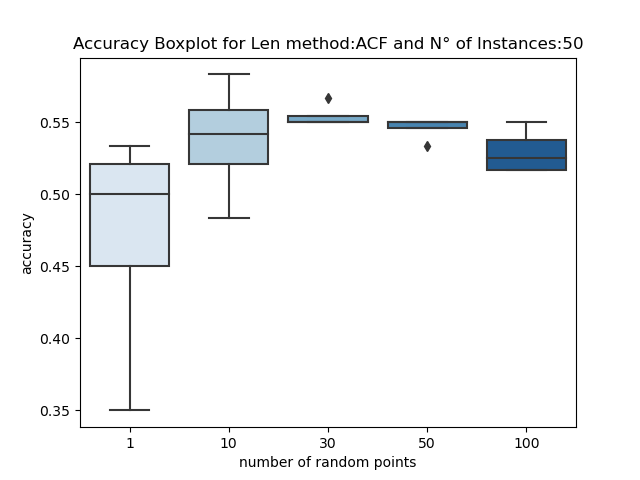 Accuracy Boxplot for Len method:ACF and N° of Instances:50
accuracy
0.55
0.50
0.45
0.40
0.35
1 10 30 50 100
number of random points